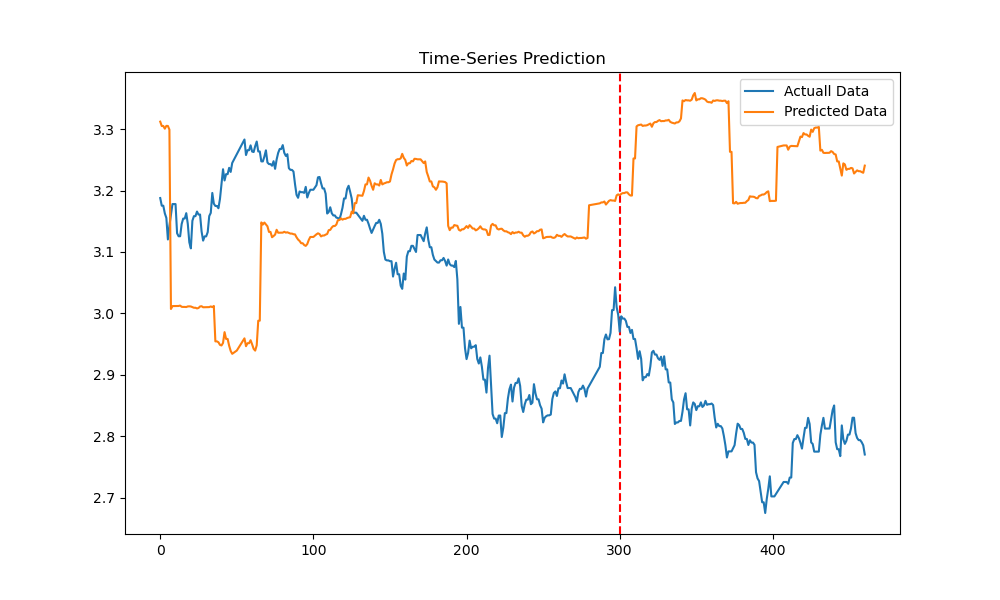 Time-Series Prediction
Actuall Data
Predicted Data
3.3
3.2
3.1
3.0
2.9
2.8
2.7
0 100 200 300 400